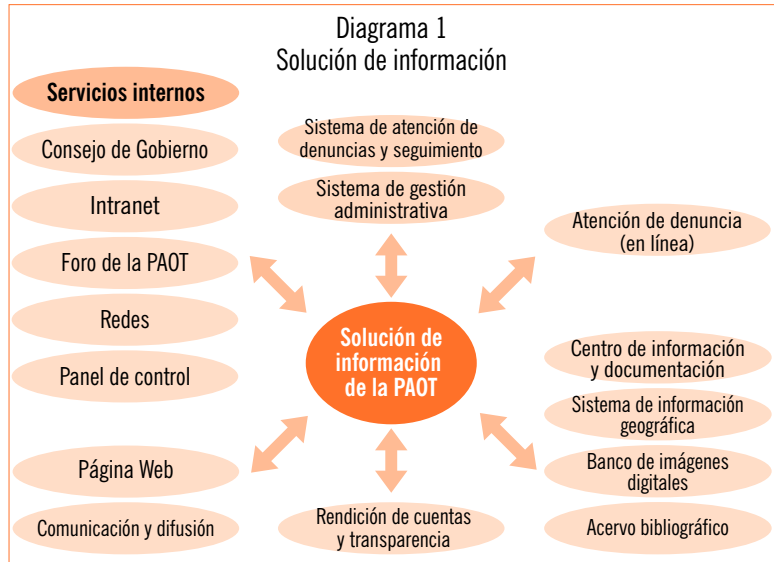 Diagrama 1
Solución de información
Servicios internos
Consejo de Gobierno
Intranet
Foro de la PAOT
Redes
Panel de control
Página Web
Comunicación y difusión
Sistema de atención de
denuncias y seguimiento
Sistema de gestión
administrativa
Solución de
información
de la PAOT
Rendición de cuentas
y transparencia
Atención de denuncia
(en línea)
Centro de información
y documentación
Sistema de información
geográfica
Banco de imágenes
digitales
Acervo bibliográfico